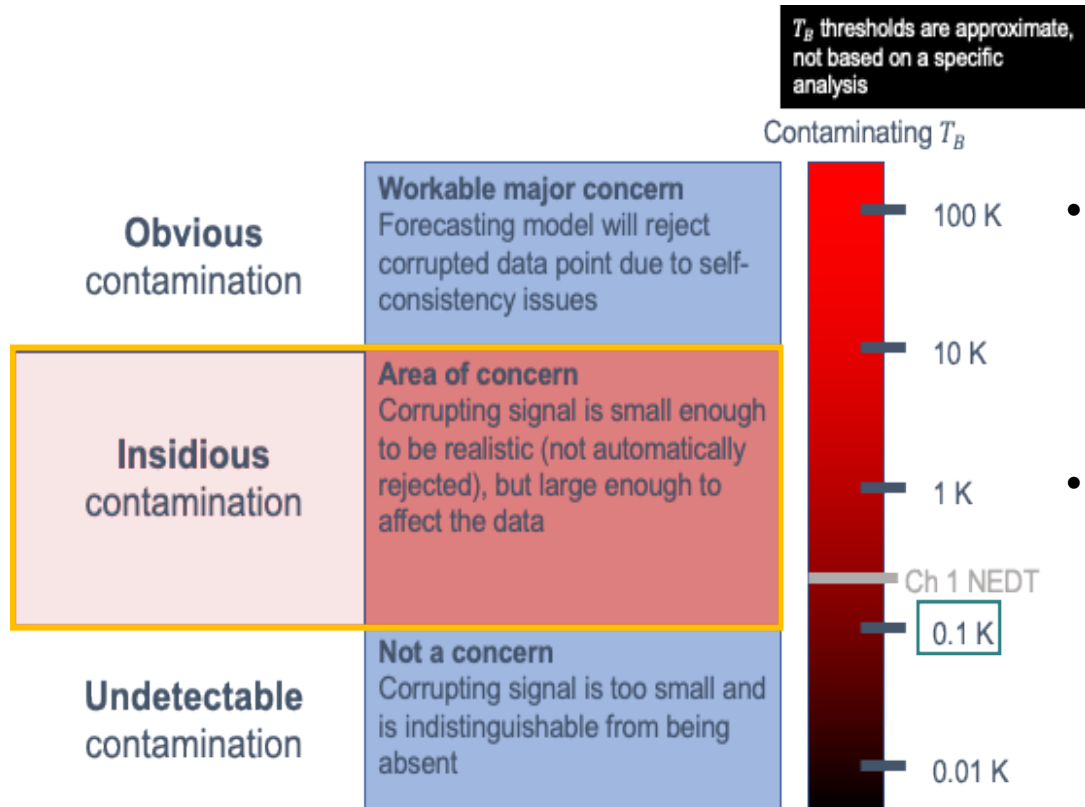 T_B thresholds are approximate,
not based on a specific
analysis
Contaminating T_B
Obvious
contamination
Workable major concern
Forecasting model will reject
corrupted data point due to self-
consistency issues
Insidious
contamination
Area of concern
Corrupting signal is small enough
to be realistic (not automatically
rejected), but large enough to
affect the data
Undetectable
contamination
Not a concern
Corrupting signal is too small and
is indistinguishable from being
absent
100 K
10 K
1 K
Ch 1 NEDT
0.1 K
0.01 K
•
•